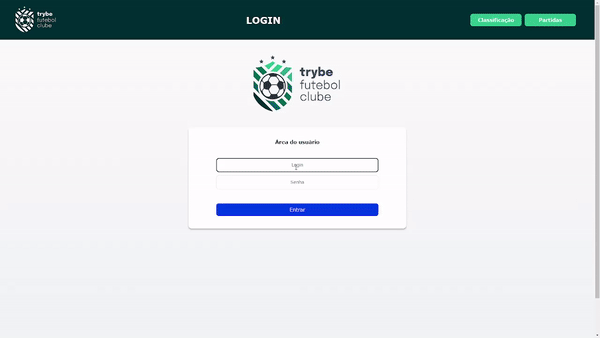 trybe
futebol
clube
LOGIN
Classificação
Partidas
trybe
futebol
clube
Área do usuário
Login
Senha
Entrar